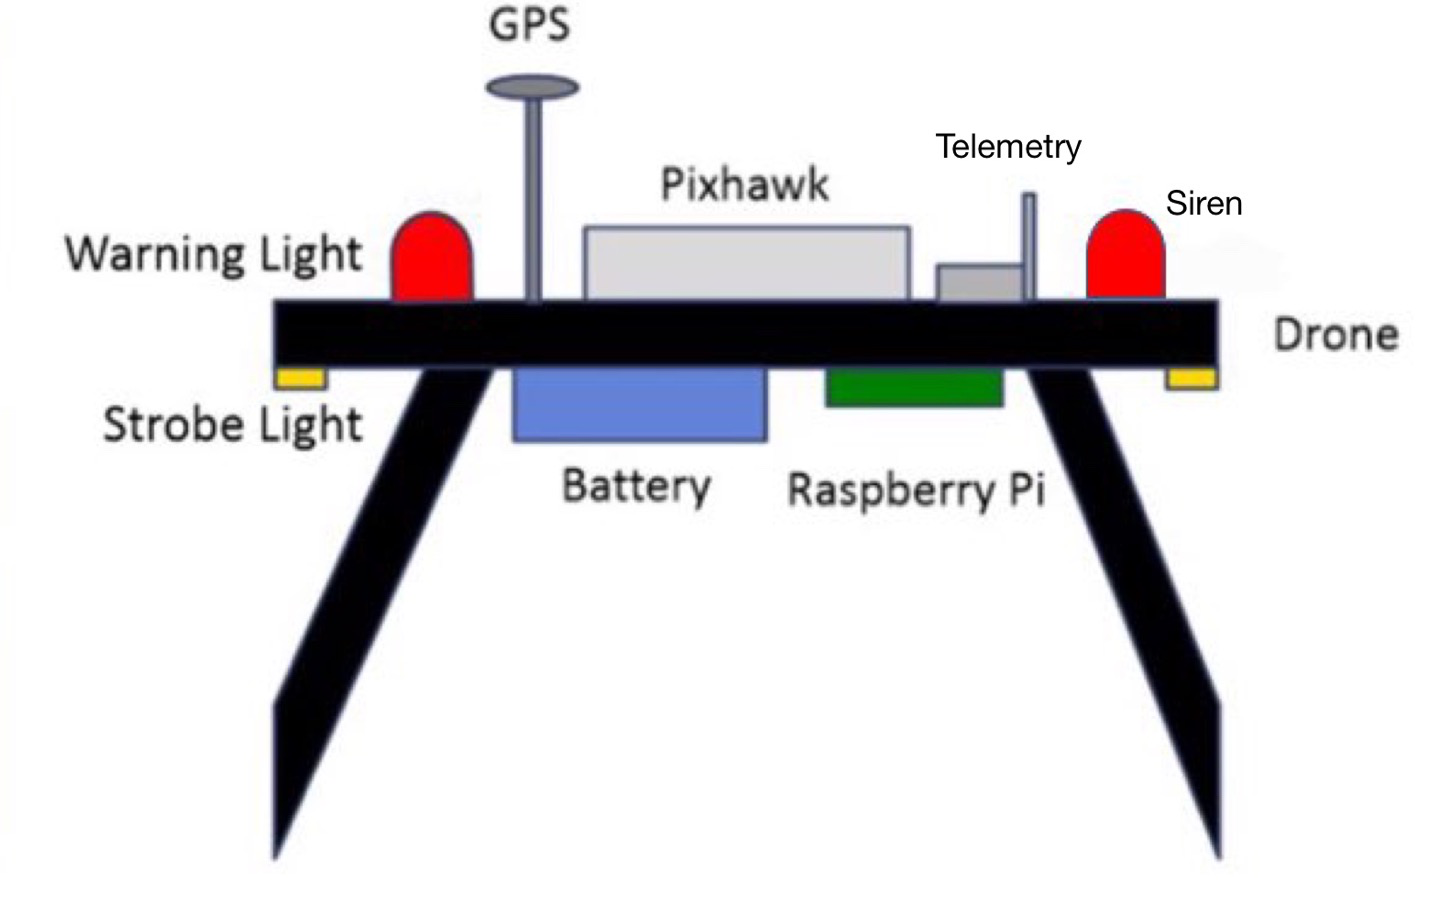 GPS
Telemetry
Pixhawk
Siren
Warning Light
Drone
Strobe Light
Battery
Raspberry Pi